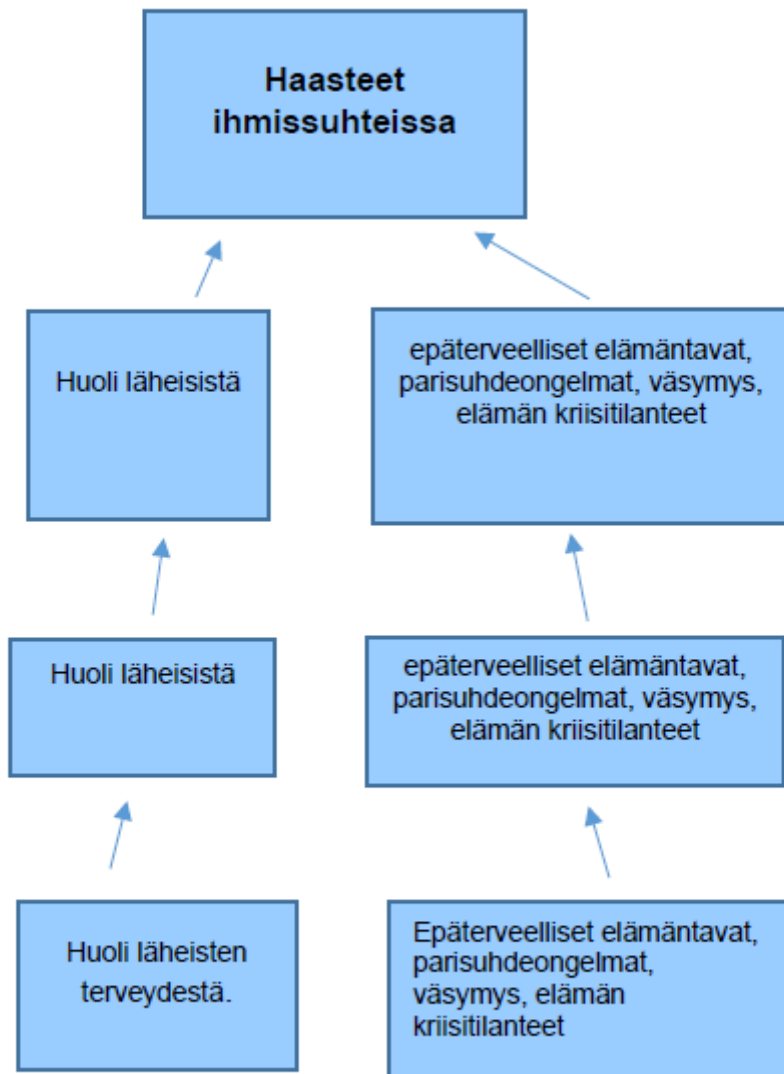 Haasteet
ihmissuhteissa
Huoli läheisistä
epäterveelliset elämäntavat,
parisuhdeongelmat, väsymys,
elämän kriisitilanteet
Huoli läheisistä
epäterveelliset elämäntavat,
parisuhdeongelmat, väsymys,
elämän kriisitilanteet
Huoli läheisten
terveydestä.
Epäterveelliset elämäntavat,
parisuhdeongelmat,
väsymys, elämän
kriisitilanteet